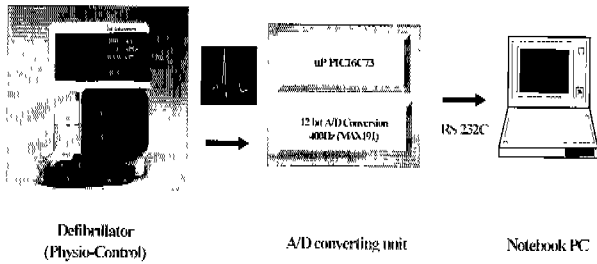 uP PIC16C73
12 bit A/D Conversion
400Hz (MAX191)
RS 232C
Defibrillator
(Physio-Control)
A/D converting unit
Notebook PC